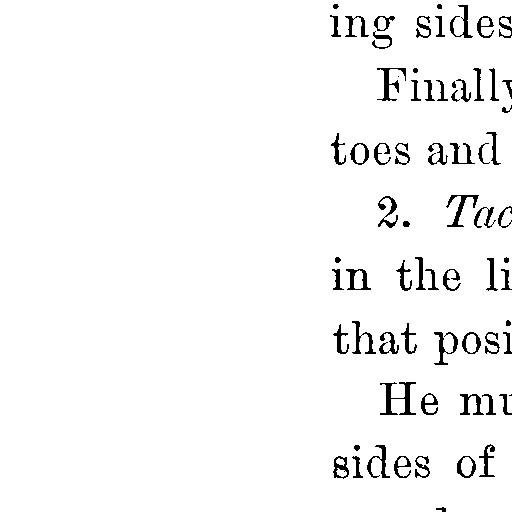 ing sides
Finally
toes and
2. Tac
in the li
that posi
He mu
sides of